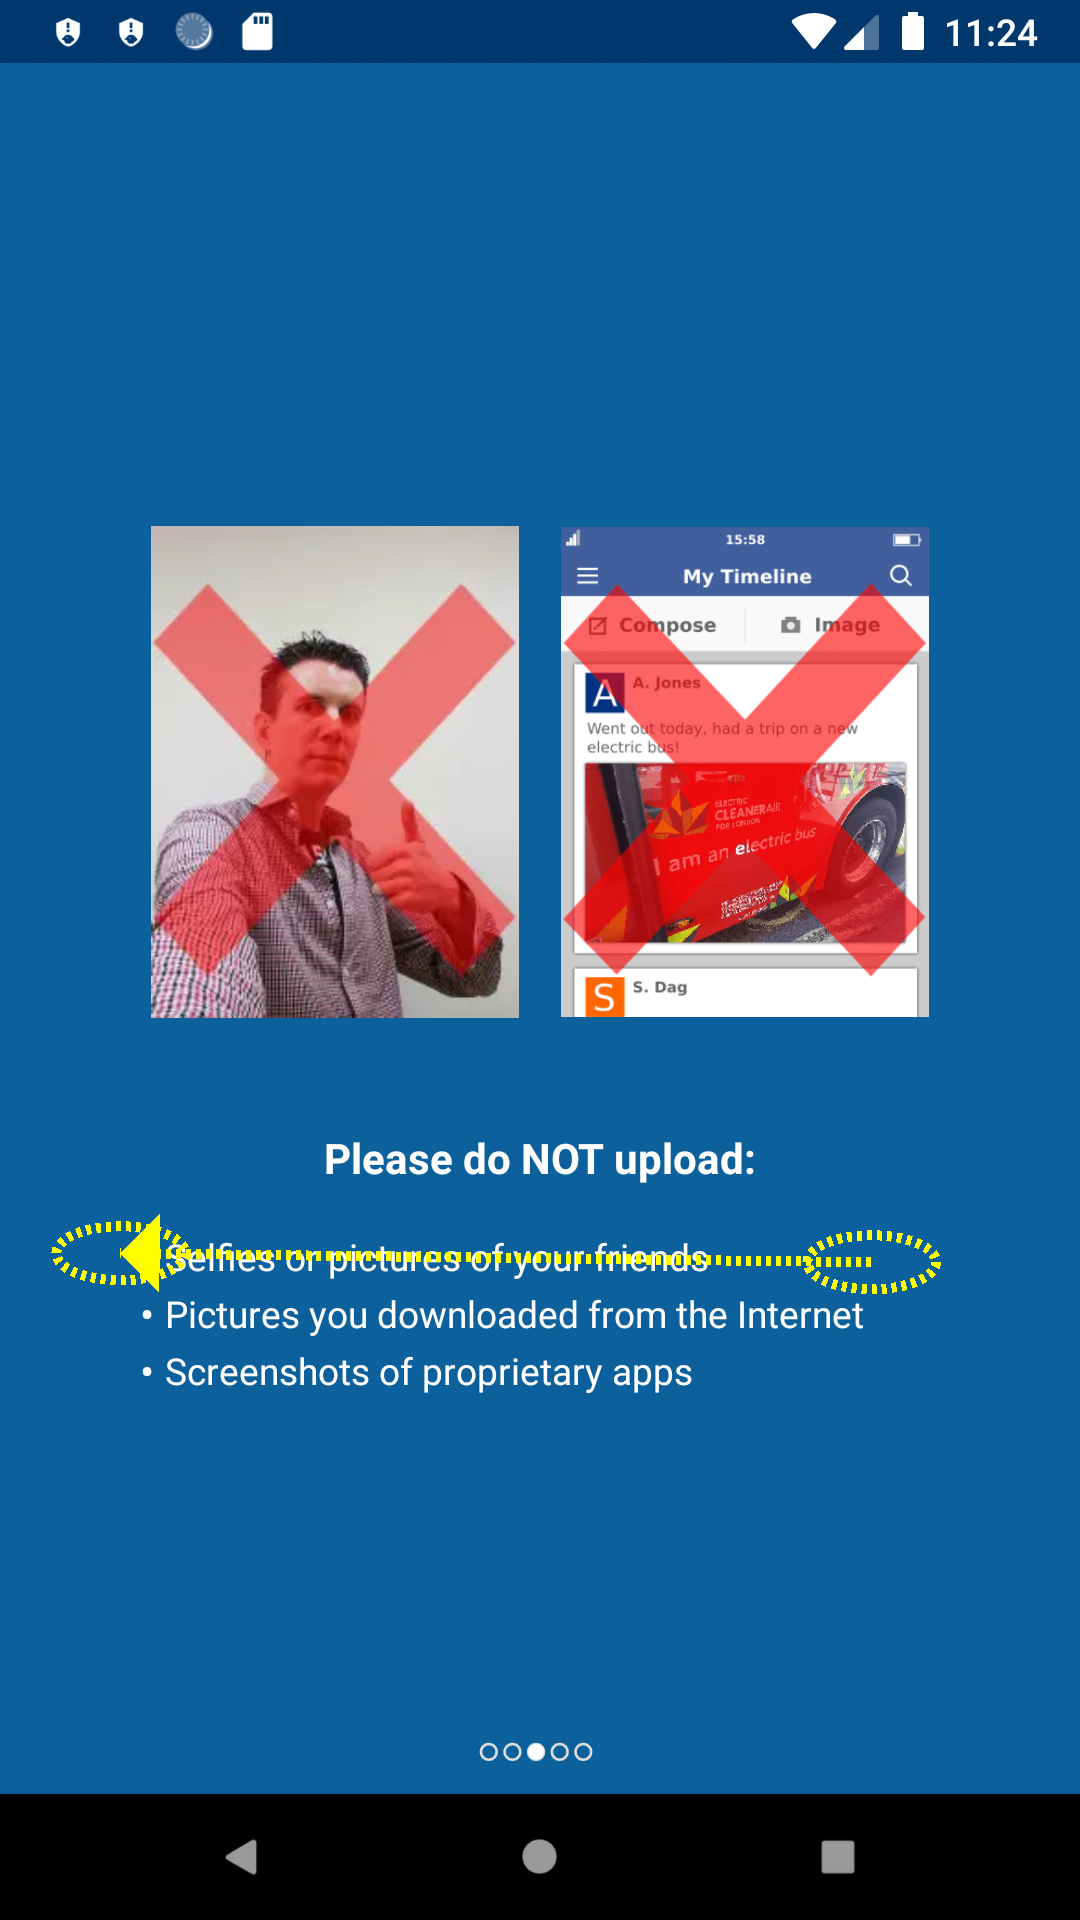 11:24
15:58
My Timeline
Compose Image
A A. Jones
Went out today, had a trip on a new
electric bus!
ELECTRIC
CLEANERAIR
FOR LONDON
I am an electric bus
S S. Dag
Please do NOT upload:
Selfies or pictures of your friends
• Pictures you downloaded from the Internet
• Screenshots of proprietary apps